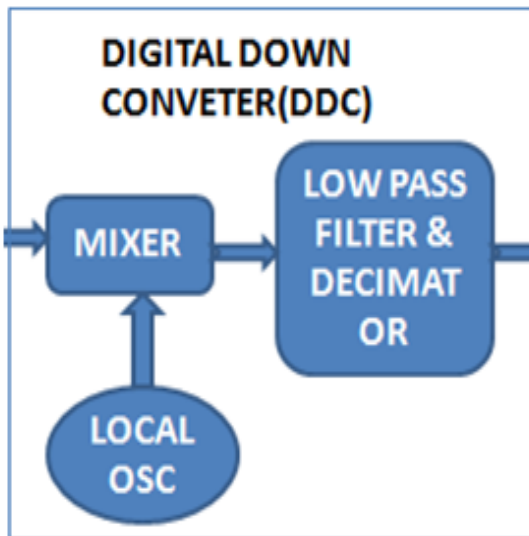 DIGITAL DOWN
CONVETER(DDC)
MIXER
LOW PASS
FILTER &
DECIMAT
OR
LOCAL
OSC